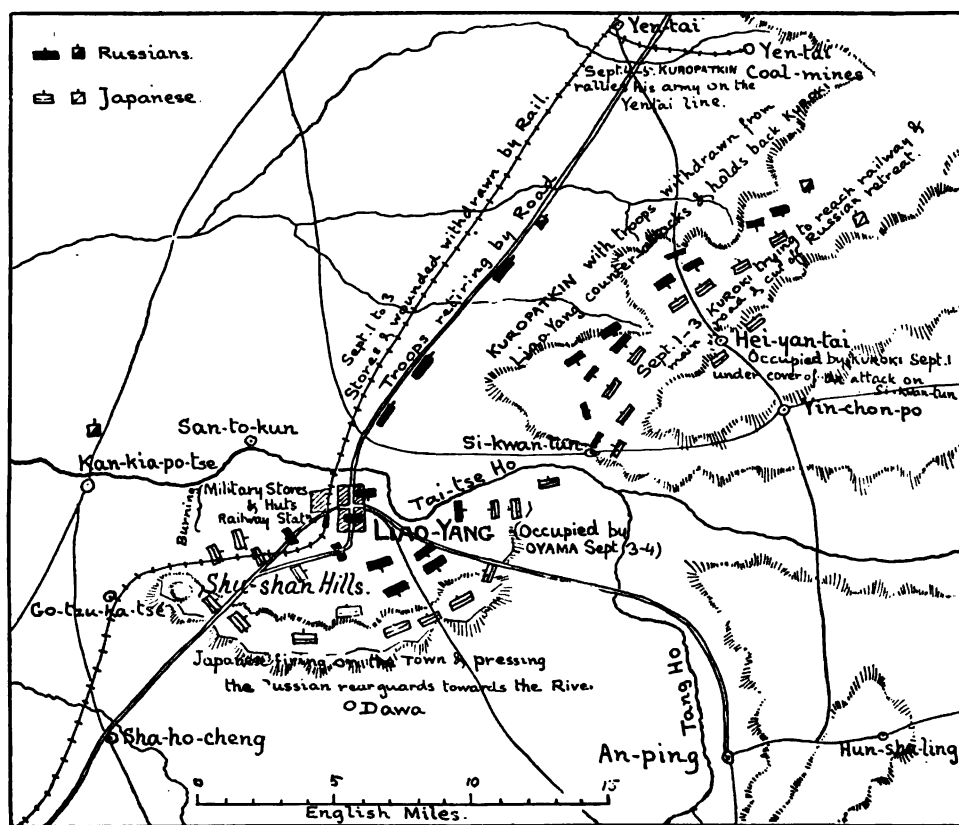 Russians.
Japanese.
Yen-tai
Yen-tai
Coal-mines
Sept. 4-5. KUROPATKIN
rallies his army on the
Yentai line.
Sept. 1 to 3
Stores & wounded withdrawn by Rail.
Troops retiring by Road
KUROPATKIN with troops withdrawn from
Liao-Yang counter-attacks & holds back KUROKI
Sept. 1-3 KUROKI trying to reach railway &
main road & cut off Russian retreat.
Hei-yan-tai
Occupied by KUROKI Sept. 1
under cover of the attack on
Si-kwan-tun
Yin-chon-po
Si-kwan-tun
San-to-kun
Kan-kia-po-tse
Tai-tse Ho
Burning
Military Stores
& Huts
Railway Statn
LIAO-YANG
(Occupied by
OYAMA Sept. 3-4)
Shu-shan Hills.
Go-tzu-ka-tse
Japanese firing on the Town & pressing
the Russian rearguards towards the River
Dawa
Tang Ho
Sha-ho-cheng
An-ping
Hun-sha-ling
0 5 10 15
English Miles.